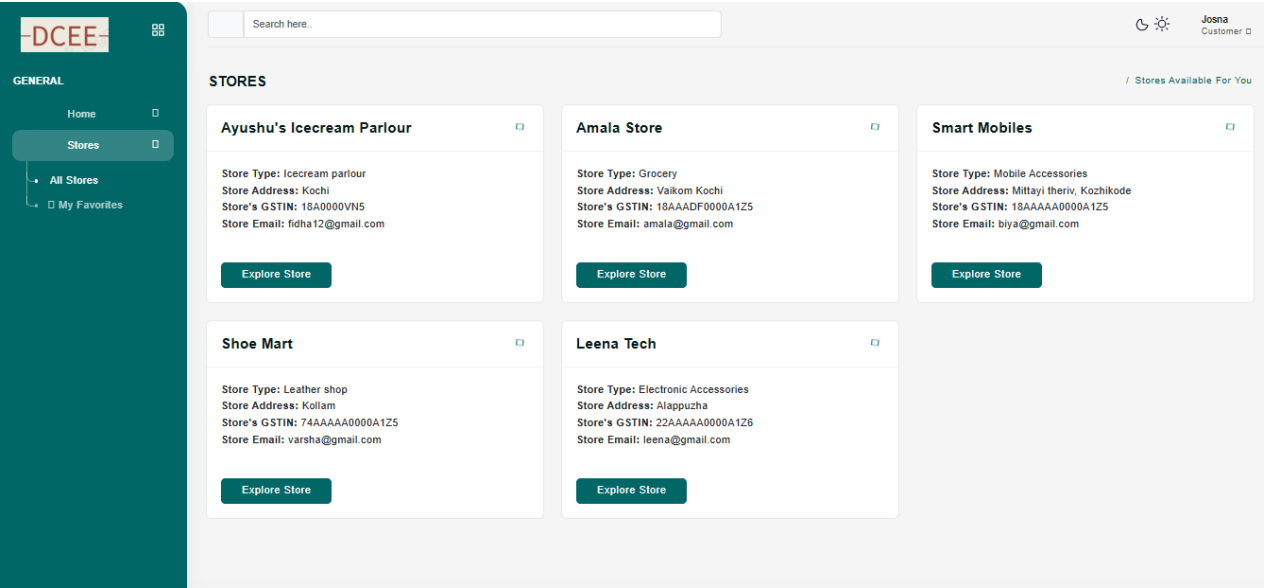 -DCEE-
GENERAL
Home
Stores
All Stores
My Favorites
Search here..
Josna
Customer
STORES
/ Stores Available For You
Ayushu's Icecream Parlour
Store Type: Icecream parlour
Store Address: Kochi
Store's GSTIN: 18A0000VN5
Store Email: fidha12@gmail.com
Explore Store
Amala Store
Store Type: Grocery
Store Address: Vaikom Kochi
Store's GSTIN: 18AAADF0000A1Z5
Store Email: amala@gmail.com
Explore Store
Smart Mobiles
Store Type: Mobile Accessories
Store Address: Mittayi theriv, Kozhikode
Store's GSTIN: 18AAAAA0000A1Z5
Store Email: biya@gmail.com
Explore Store
Shoe Mart
Store Type: Leather shop
Store Address: Kollam
Store's GSTIN: 74AAAAA0000A1Z5
Store Email: varsha@gmail.com
Explore Store
Leena Tech
Store Type: Electronic Accessories
Store Address: Alappuzha
Store's GSTIN: 22AAAAA0000A1Z6
Store Email: leena@gmail.com
Explore Store